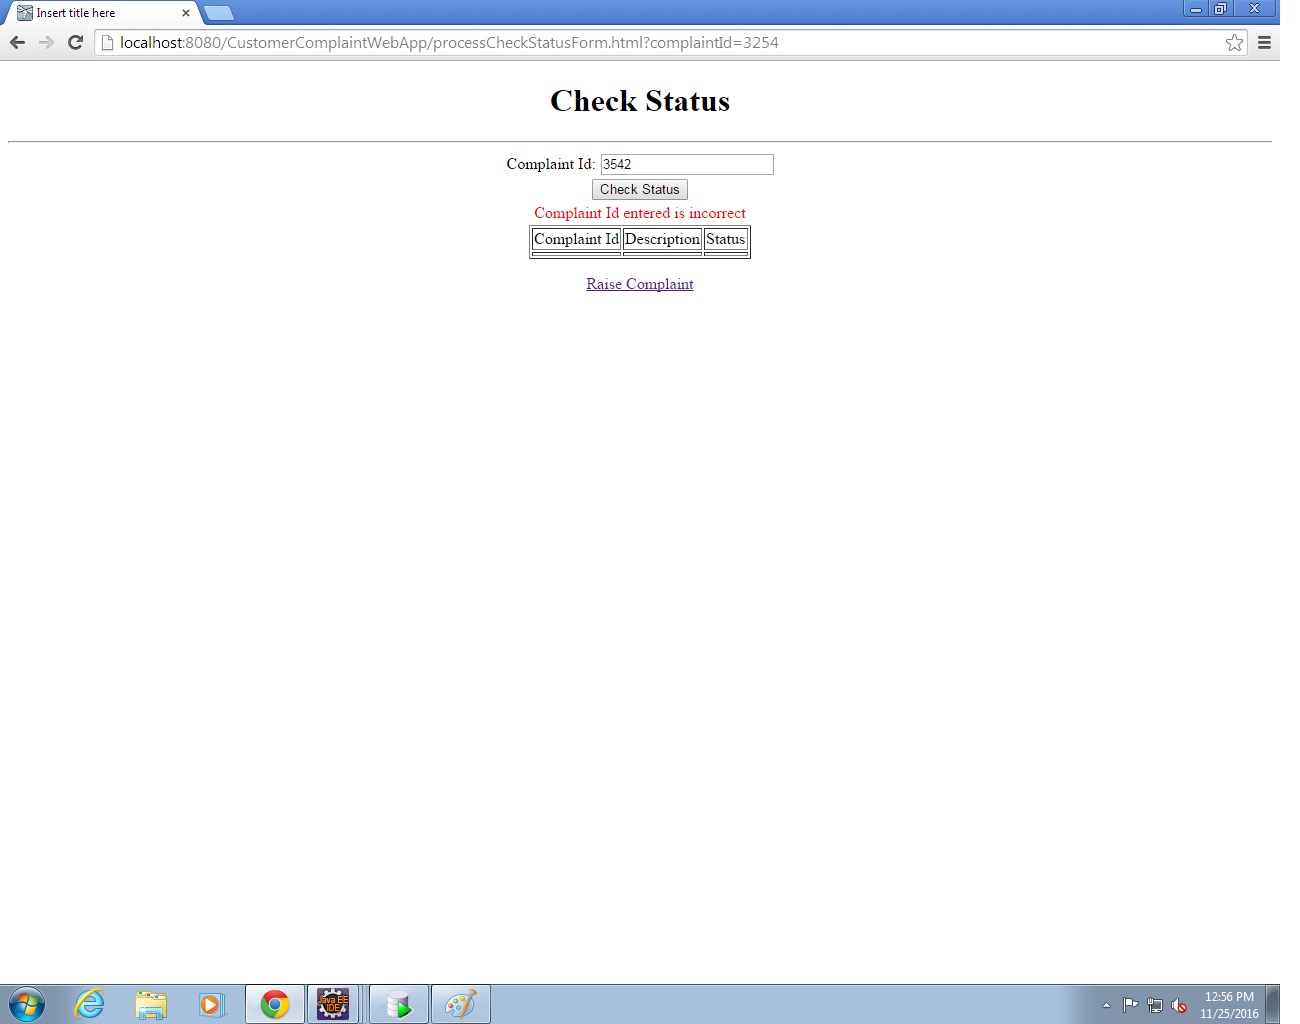 Insert title here
localhost:8080/CustomerComplaintWebApp/processCheckStatusForm.html?complaintId=3254
Check Status
Complaint Id: 3542
Check Status
Complaint Id entered is incorrect
Complaint Id Description Status
Raise Complaint
Java EE
IDE
12:56 PM
11/25/2016